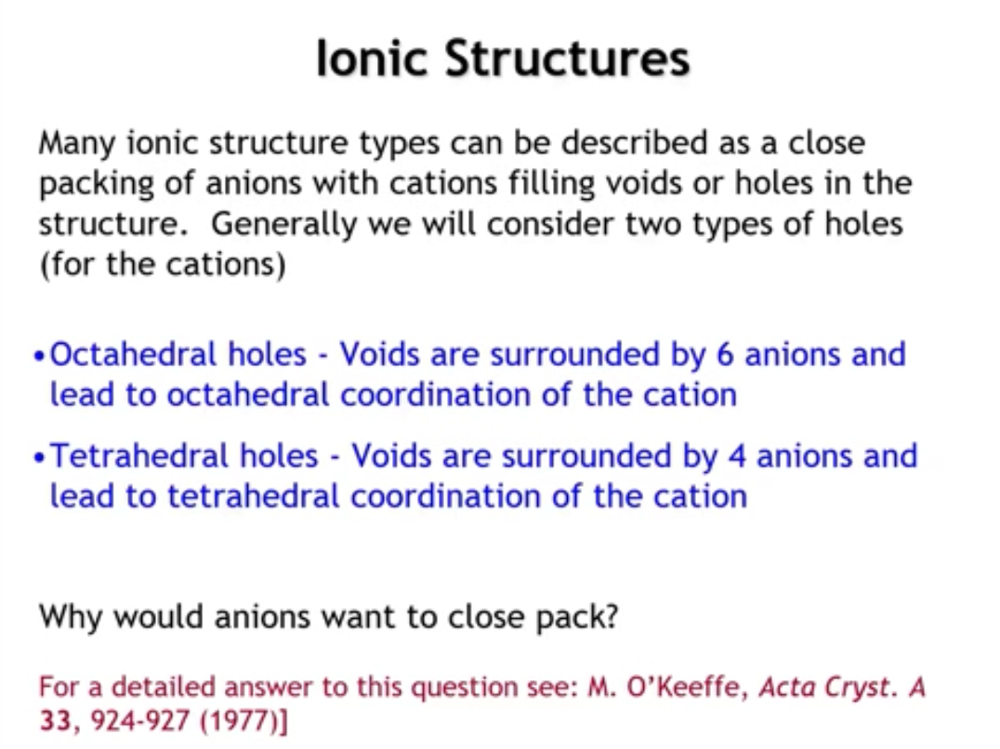 Ionic Structures
Many ionic structure types can be described as a close
packing of anions with cations filling voids or holes in the
structure.  Generally we will consider two types of holes
(for the cations)
•Octahedral holes - Voids are surrounded by 6 anions and
lead to octahedral coordination of the cation
•Tetrahedral holes - Voids are surrounded by 4 anions and
lead to tetrahedral coordination of the cation
Why would anions want to close pack?
For a detailed answer to this question see: M. O’Keeffe, Acta Cryst. A
33, 924-927 (1977)]